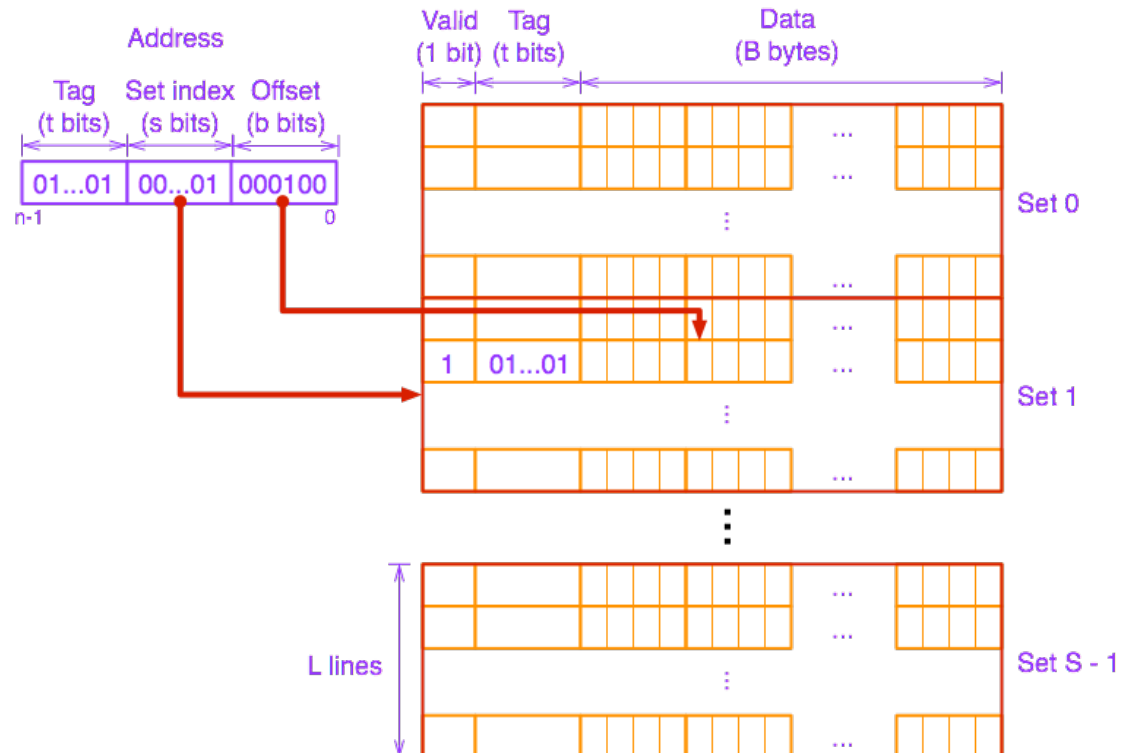 Address
Tag Set index Offset
(t bits) (s bits) (b bits)
01...01 00...01 000100
n-1 0
Valid Tag Data
(1 bit) (t bits) (B bytes)
...
...
...
Set 0
...
...
...
1 01...01 ...
...
Set 1
...
...
L lines
...
...
...
Set S - 1
...